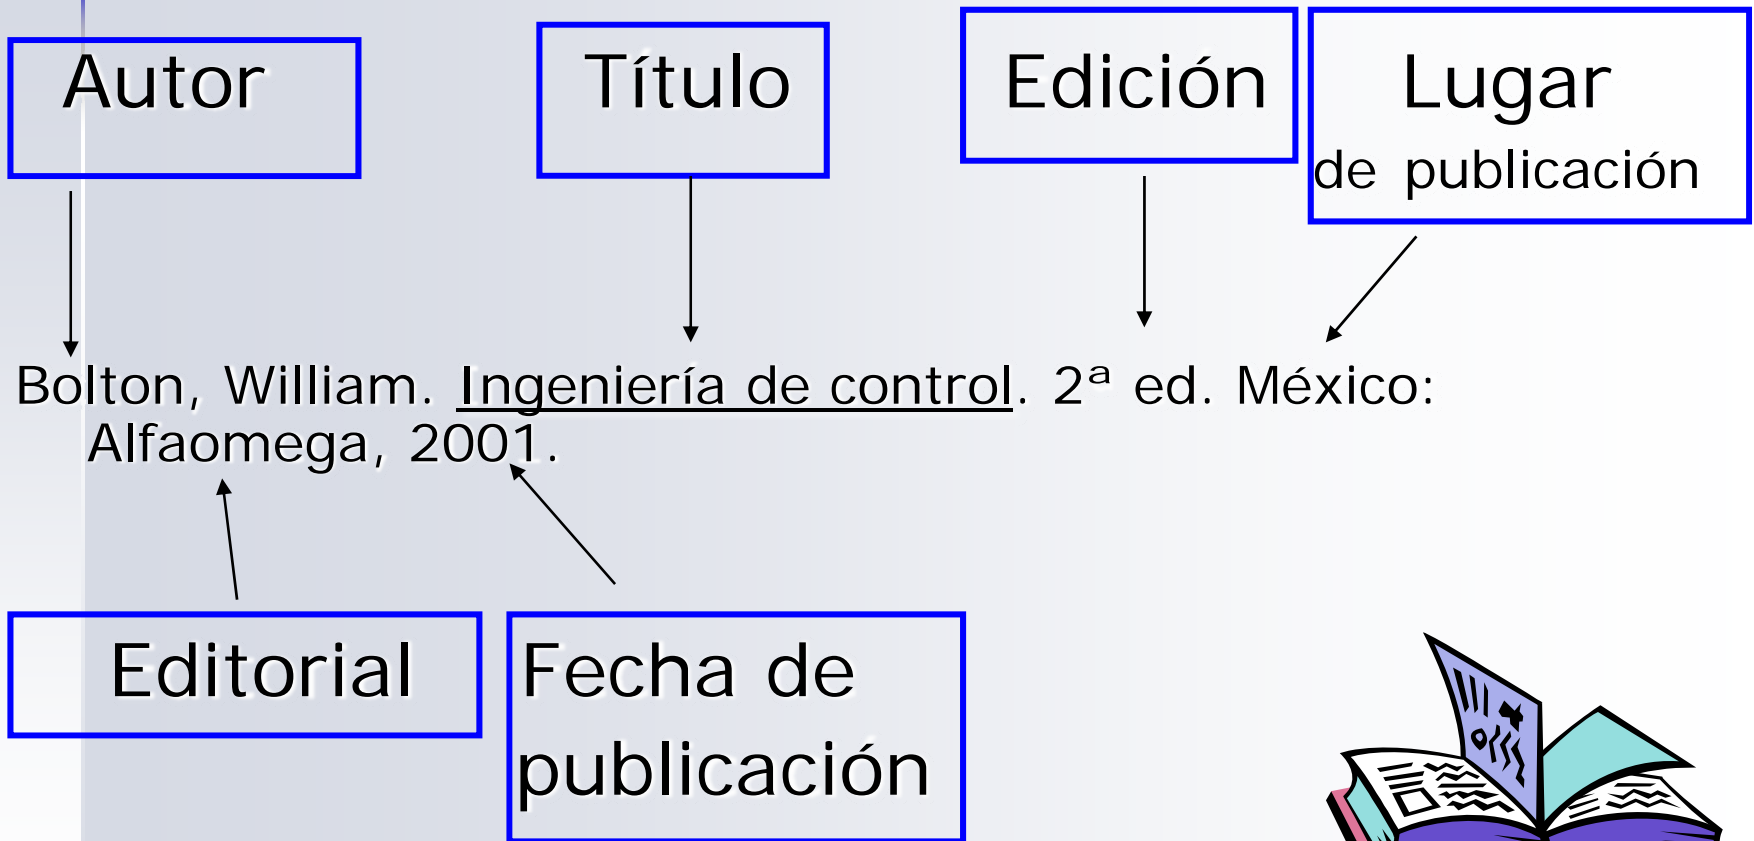 Autor
Título
Edición
Lugar
de publicación
Bolton, William. Ingeniería de control. 2ª ed. México:
Alfaomega, 2001.
Editorial
Fecha de
publicación